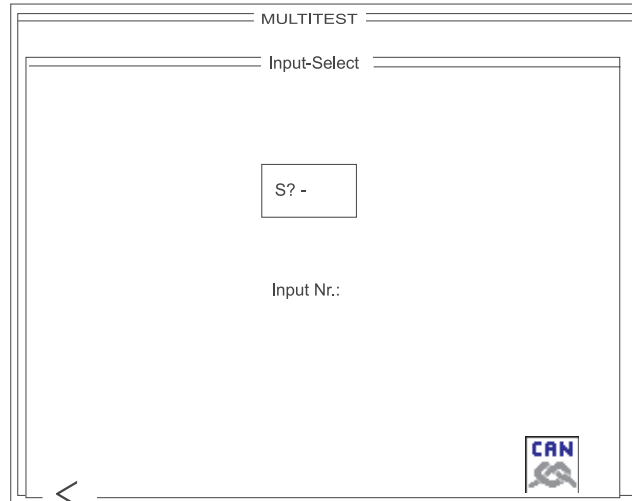 MULTITEST
Input-Select
S? -
Input Nr.:
CAN
<